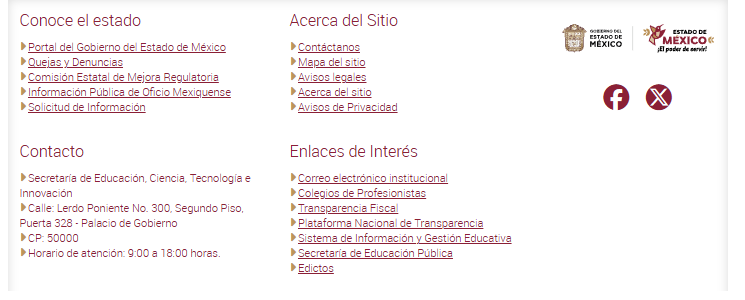 Conoce el estado
Portal del Gobierno del Estado de México
Quejas y Denuncias
Comisión Estatal de Mejora Regulatoria
Información Pública de Oficio Mexiquense
Solicitud de Información
Acerca del Sitio
Contáctanos
Mapa del sitio
Avisos legales
Acerca del sitio
Avisos de Privacidad
GOBIERNO DEL
ESTADO DE
MÉXICO
ESTADO DE
MÉXICO
¡El poder de servir!
Contacto
Secretaría de Educación, Ciencia, Tecnología e
Innovación
Calle: Lerdo Poniente No. 300, Segundo Piso,
Puerta 328 - Palacio de Gobierno
CP: 50000
Horario de atención: 9:00 a 18:00 horas.
Enlaces de Interés
Correo electrónico institucional
Colegios de Profesionistas
Transparencia Fiscal
Plataforma Nacional de Transparencia
Sistema de Información y Gestión Educativa
Secretaría de Educación Pública
Edictos